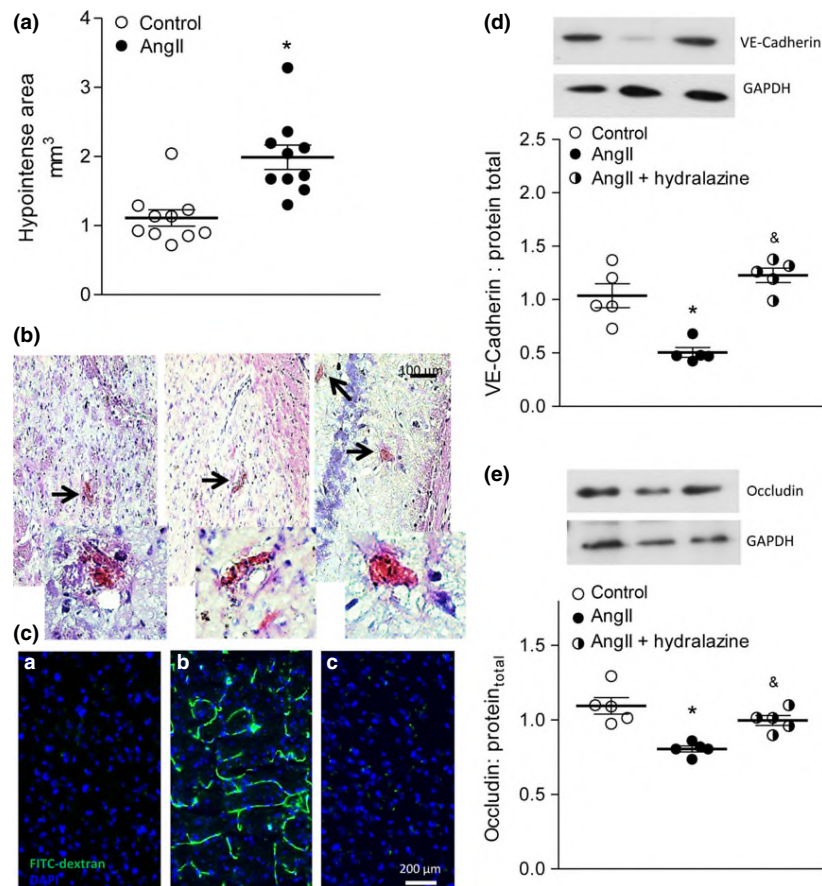 (a)
Control
AngII
*
Hypointense area
mm³
4
3
2
1
0
(b)
100 µm
(c)
a
b
c
FITC-dextran
DAPI
200 µm
(d)
VE-Cadherin
GAPDH
Control
AngII
AngII + hydralazine
&
*
VE-Cadherin : protein total
2.5
2.0
1.5
1.0
0.5
0.0
(e)
Occludin
GAPDH
Control
AngII
AngII + hydralazine
&
*
Occludin: protein total
1.5
1.0
0.5
0.0